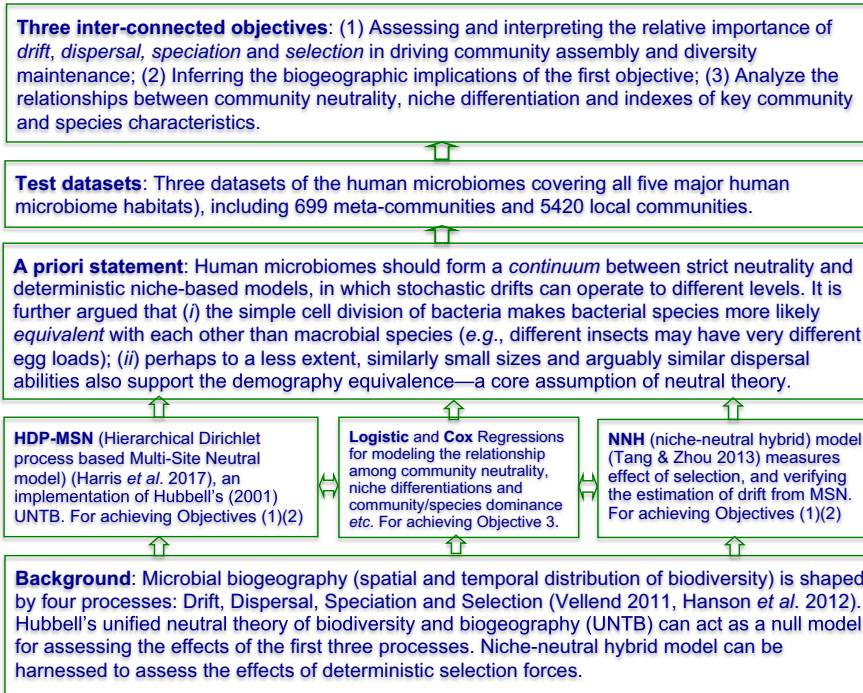 Three inter-connected objectives: (1) Assessing and interpreting the relative importance of
drift, dispersal, speciation and selection in driving community assembly and diversity
maintenance; (2) Inferring the biogeographic implications of the first objective; (3) Analyze the
relationships between community neutrality, niche differentiation and indexes of key community
and species characteristics.
Test datasets: Three datasets of the human microbiomes covering all five major human
microbiome habitats), including 699 meta-communities and 5420 local communities.
A priori statement: Human microbiomes should form a continuum between strict neutrality and
deterministic niche-based models, in which stochastic drifts can operate to different levels. It is
further argued that (i) the simple cell division of bacteria makes bacterial species more likely
equivalent with each other than macrobial species (e.g., different insects may have very different
egg loads); (ii) perhaps to a less extent, similarly small sizes and arguably similar dispersal
abilities also support the demography equivalence—a core assumption of neutral theory.
HDP-MSN (Hierarchical Dirichlet
process based Multi-Site Neutral
model) (Harris et al. 2017), an
implementation of Hubbell's (2001)
UNTB. For achieving Objectives (1)(2)
Logistic and Cox Regressions
for modeling the relationship
among community neutrality,
niche differentiations and
community/species dominance
etc. For achieving Objective 3.
NNH (niche-neutral hybrid) model
(Tang & Zhou 2013) measures
effect of selection, and verifying
the estimation of drift from MSN.
For achieving Objectives (1)(2)
Background: Microbial biogeography (spatial and temporal distribution of biodiversity) is shaped
by four processes: Drift, Dispersal, Speciation and Selection (Vellend 2011, Hanson et al. 2012).
Hubbell's unified neutral theory of biodiversity and biogeography (UNTB) can act as a null model
for assessing the effects of the first three processes. Niche-neutral hybrid model can be
harnessed to assess the effects of deterministic selection forces.